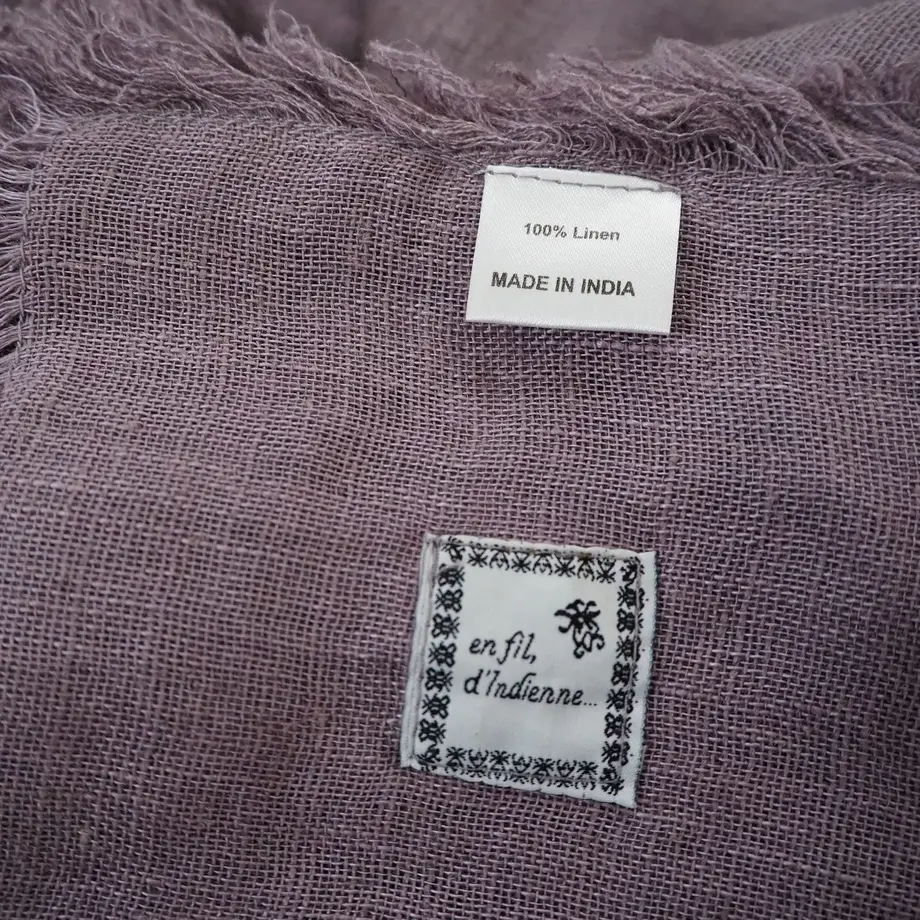 100% Linen
MADE IN INDIA
en fil,
d'Indienne...